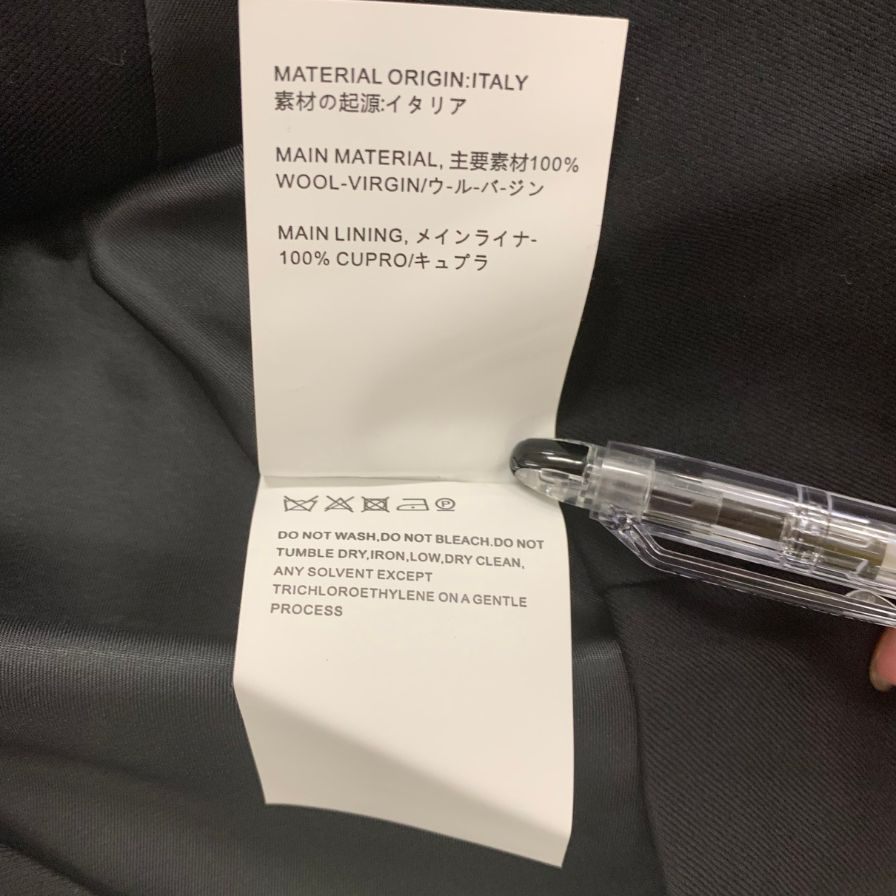 MATERIAL ORIGIN:ITALY
素材の起源:イタリア
MAIN MATERIAL, 主要素材100%
WOOL-VIRGIN/ウ-ル-バ-ジン
MAIN LINING, メインライナ-
100% CUPRO/キュプラ
P
DO NOT WASH,DO NOT BLEACH.DO NOT
TUMBLE DRY,IRON,LOW,DRY CLEAN,
ANY SOLVENT EXCEPT
TRICHLOROETHYLENE ON A GENTLE
PROCESS